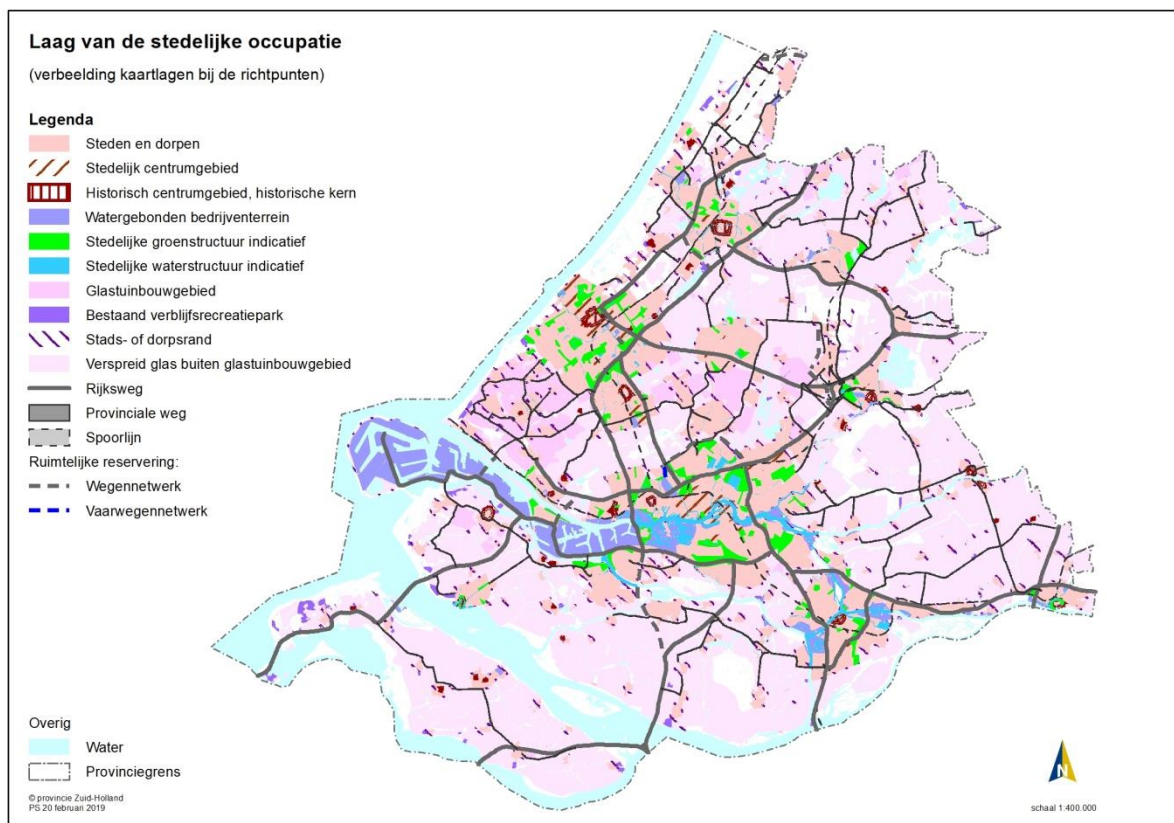 Laag van de stedelijke occupatie
(verbeelding kaartlagen bij de richtpunten)
Legenda
Steden en dorpen
Stedelijk centrumgebied
Historisch centrumgebied, historische kern
Watergebonden bedrijventerrein
Stedelijke groenstructuur indicatief
Stedelijke waterstructuur indicatief
Glastuinbouwgebied
Bestaand verblijfsrecreatiepark
Stads- of dorpsrand
Verspreid glas buiten glastuinbouwgebied
Rijksweg
Provinciale weg
Spoorlijn
Ruimtelijke reservering:
Wegennetwerk
Vaarwegennetwerk
Overig
Water
Provinciegrens
© provincie Zuid-Holland
PS 20 februari 2019
N
schaal 1:400.000